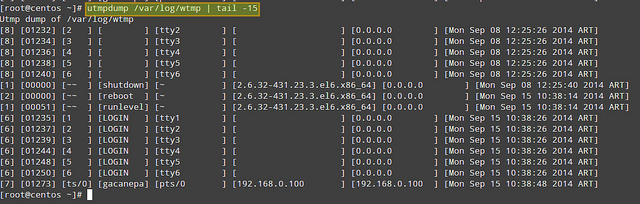 [root@centos ~]# utmpdump /var/log/wtmp | tail -15
Utmp dump of /var/log/wtmp
[8] [01232] [2   ] [        ] [tty2        ] [                    ] [0.0.0.0        ] [Mon Sep 08 12:25:26 2014 ART]
[8] [01234] [3   ] [        ] [tty3        ] [                    ] [0.0.0.0        ] [Mon Sep 08 12:25:26 2014 ART]
[8] [01236] [4   ] [        ] [tty4        ] [                    ] [0.0.0.0        ] [Mon Sep 08 12:25:26 2014 ART]
[8] [01238] [5   ] [        ] [tty5        ] [                    ] [0.0.0.0        ] [Mon Sep 08 12:25:26 2014 ART]
[8] [01240] [6   ] [        ] [tty6        ] [                    ] [0.0.0.0        ] [Mon Sep 08 12:25:26 2014 ART]
[1] [00000] [~~  ] [shutdown] [~           ] [2.6.32-431.23.3.el6.x86_64] [0.0.0.0        ] [Mon Sep 08 12:25:40 2014 ART]
[2] [00000] [~~  ] [reboot  ] [~           ] [2.6.32-431.23.3.el6.x86_64] [0.0.0.0        ] [Mon Sep 15 10:38:14 2014 ART]
[1] [00051] [~~  ] [runlevel] [~           ] [2.6.32-431.23.3.el6.x86_64] [0.0.0.0        ] [Mon Sep 15 10:38:14 2014 ART]
[6] [01235] [1   ] [LOGIN   ] [tty1        ] [                    ] [0.0.0.0        ] [Mon Sep 15 10:38:26 2014 ART]
[6] [01237] [2   ] [LOGIN   ] [tty2        ] [                    ] [0.0.0.0        ] [Mon Sep 15 10:38:26 2014 ART]
[6] [01239] [3   ] [LOGIN   ] [tty3        ] [                    ] [0.0.0.0        ] [Mon Sep 15 10:38:26 2014 ART]
[6] [01244] [4   ] [LOGIN   ] [tty4        ] [                    ] [0.0.0.0        ] [Mon Sep 15 10:38:26 2014 ART]
[6] [01248] [5   ] [LOGIN   ] [tty5        ] [                    ] [0.0.0.0        ] [Mon Sep 15 10:38:26 2014 ART]
[6] [01250] [6   ] [LOGIN   ] [tty6        ] [                    ] [0.0.0.0        ] [Mon Sep 15 10:38:26 2014 ART]
[7] [01273] [ts/0] [gacanepa] [pts/0       ] [192.168.0.100       ] [192.168.0.100  ] [Mon Sep 15 10:38:48 2014 ART]
[root@centos ~]#